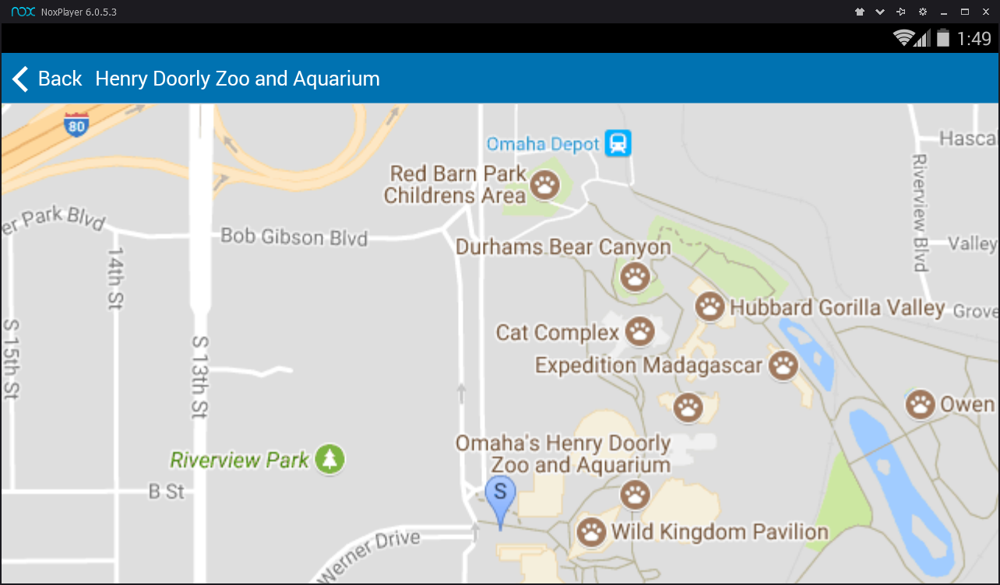 nox NoxPlayer 6.0.5.3
1:49
Back Henry Doorly Zoo and Aquarium
80
Omaha Depot
Hascal
Red Barn Park
Childrens Area
er Park Blvd
Bob Gibson Blvd
Riverview Blvd
Valley
14th St
Durhams Bear Canyon
Hubbard Gorilla Valley
Grove
S 15th St
S 13th St
Cat Complex
Expedition Madagascar
Owen
Riverview Park
Omaha's Henry Doorly
Zoo and Aquarium
B St
S
Wild Kingdom Pavilion
Werner Drive